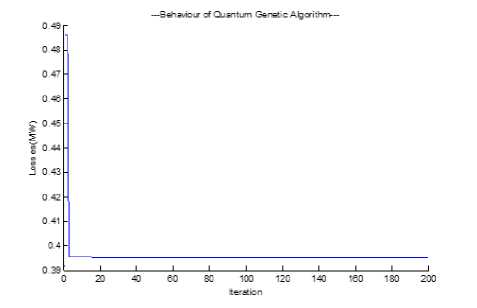 ---Behaviour of Quantum Genetic Algorithm---
0.49
0.48
0.47
0.46
0.45
0.44
0.43
0.42
0.41
0.4
0.39
Losses(MW)
0 20 40 60 80 100 120 140 160 180 200
Iteration